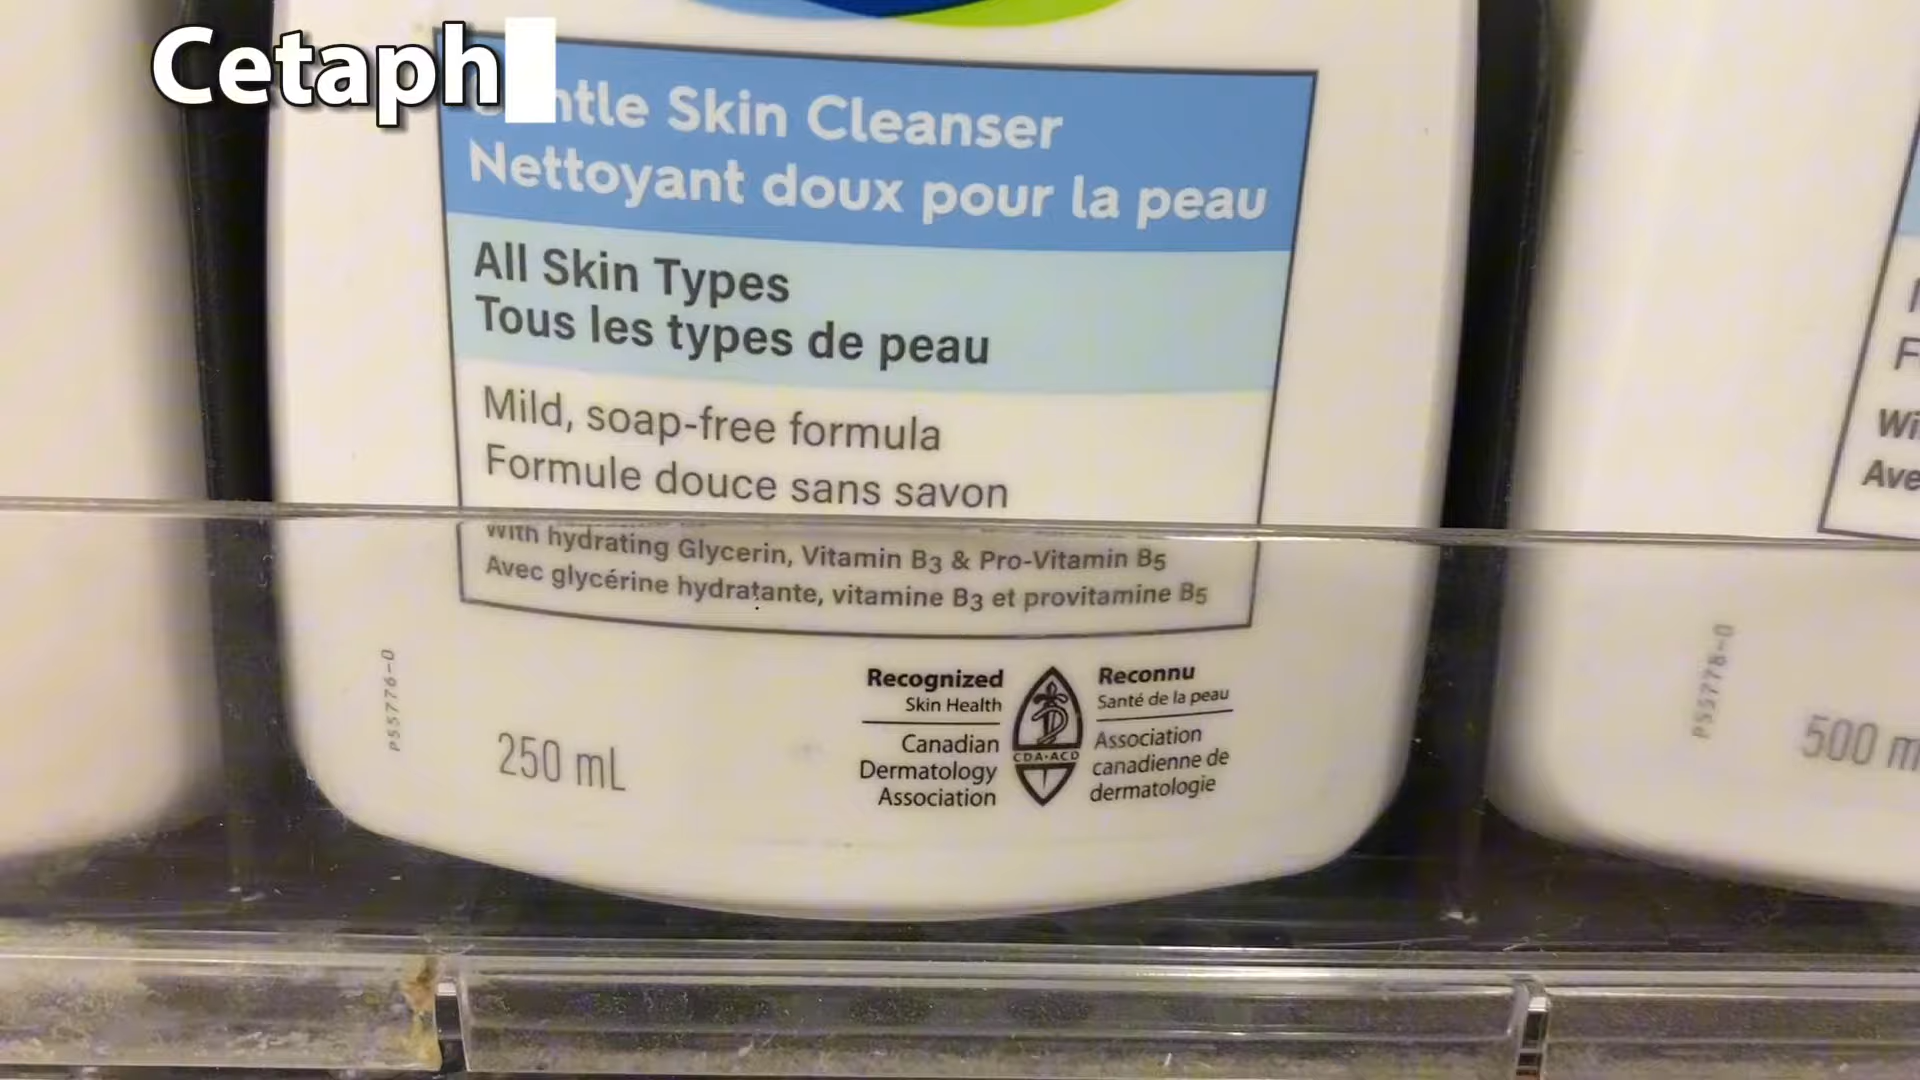 Cetaph
Skin Cleanser
Nettoyant doux pour la peau
All Skin Types
Tous les types de peau
Mild, soap-free formula
Formule douce sans savon
With hydrating Glycerin, Vitamin B3 & Pro-Vitamin B5
Avec glycérine hydratante, vitamine B3 et provitamine B5
P55776-0
250 mL
Recognized
Skin Health
Canadian
Dermatology
Association
CDA•ACD
Reconnu
Santé de la peau
Association
canadienne de
dermatologie
P55778-0
500 m